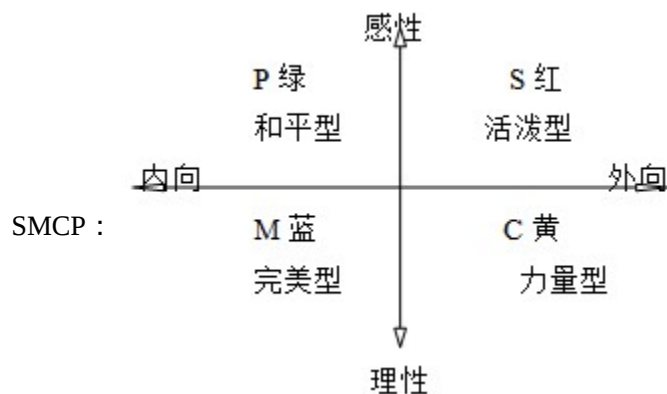 感性
P 绿 S 红
和平型 活泼型
内向 外向
SMCP：
M 蓝 C 黄
完美型 力量型
理性